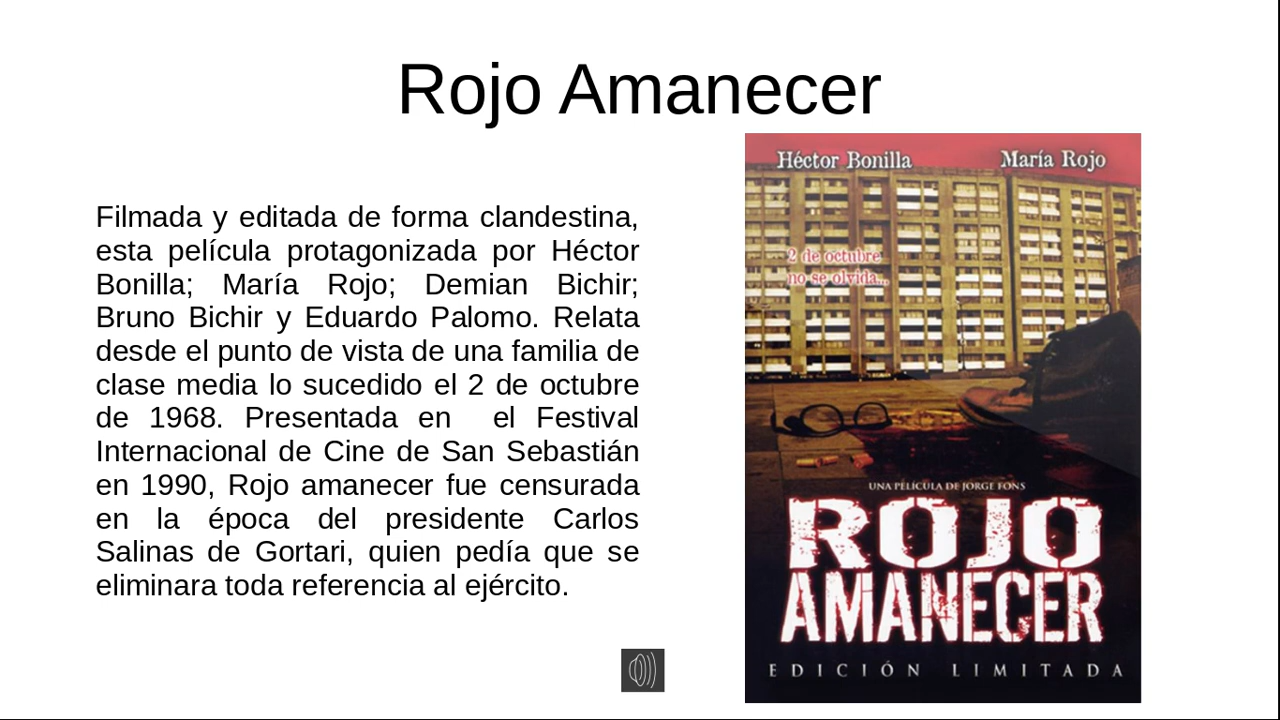 Rojo Amanecer
Filmada y editada de forma clandestina,
esta película protagonizada por Héctor
Bonilla; María Rojo; Demian Bichir;
Bruno Bichir y Eduardo Palomo. Relata
desde el punto de vista de una familia de
clase media lo sucedido el 2 de octubre
de 1968. Presentada en el Festival
Internacional de Cine de San Sebastián
en 1990, Rojo amanecer fue censurada
en la época del presidente Carlos
Salinas de Gortari, quien pedía que se
eliminara toda referencia al ejército.
Héctor Bonilla María Rojo
2 de octubre
no se olvida...
UNA PELÍCULA DE JORGE FONS
ROJO
AMANECER
EDICIÓN LIMITADA